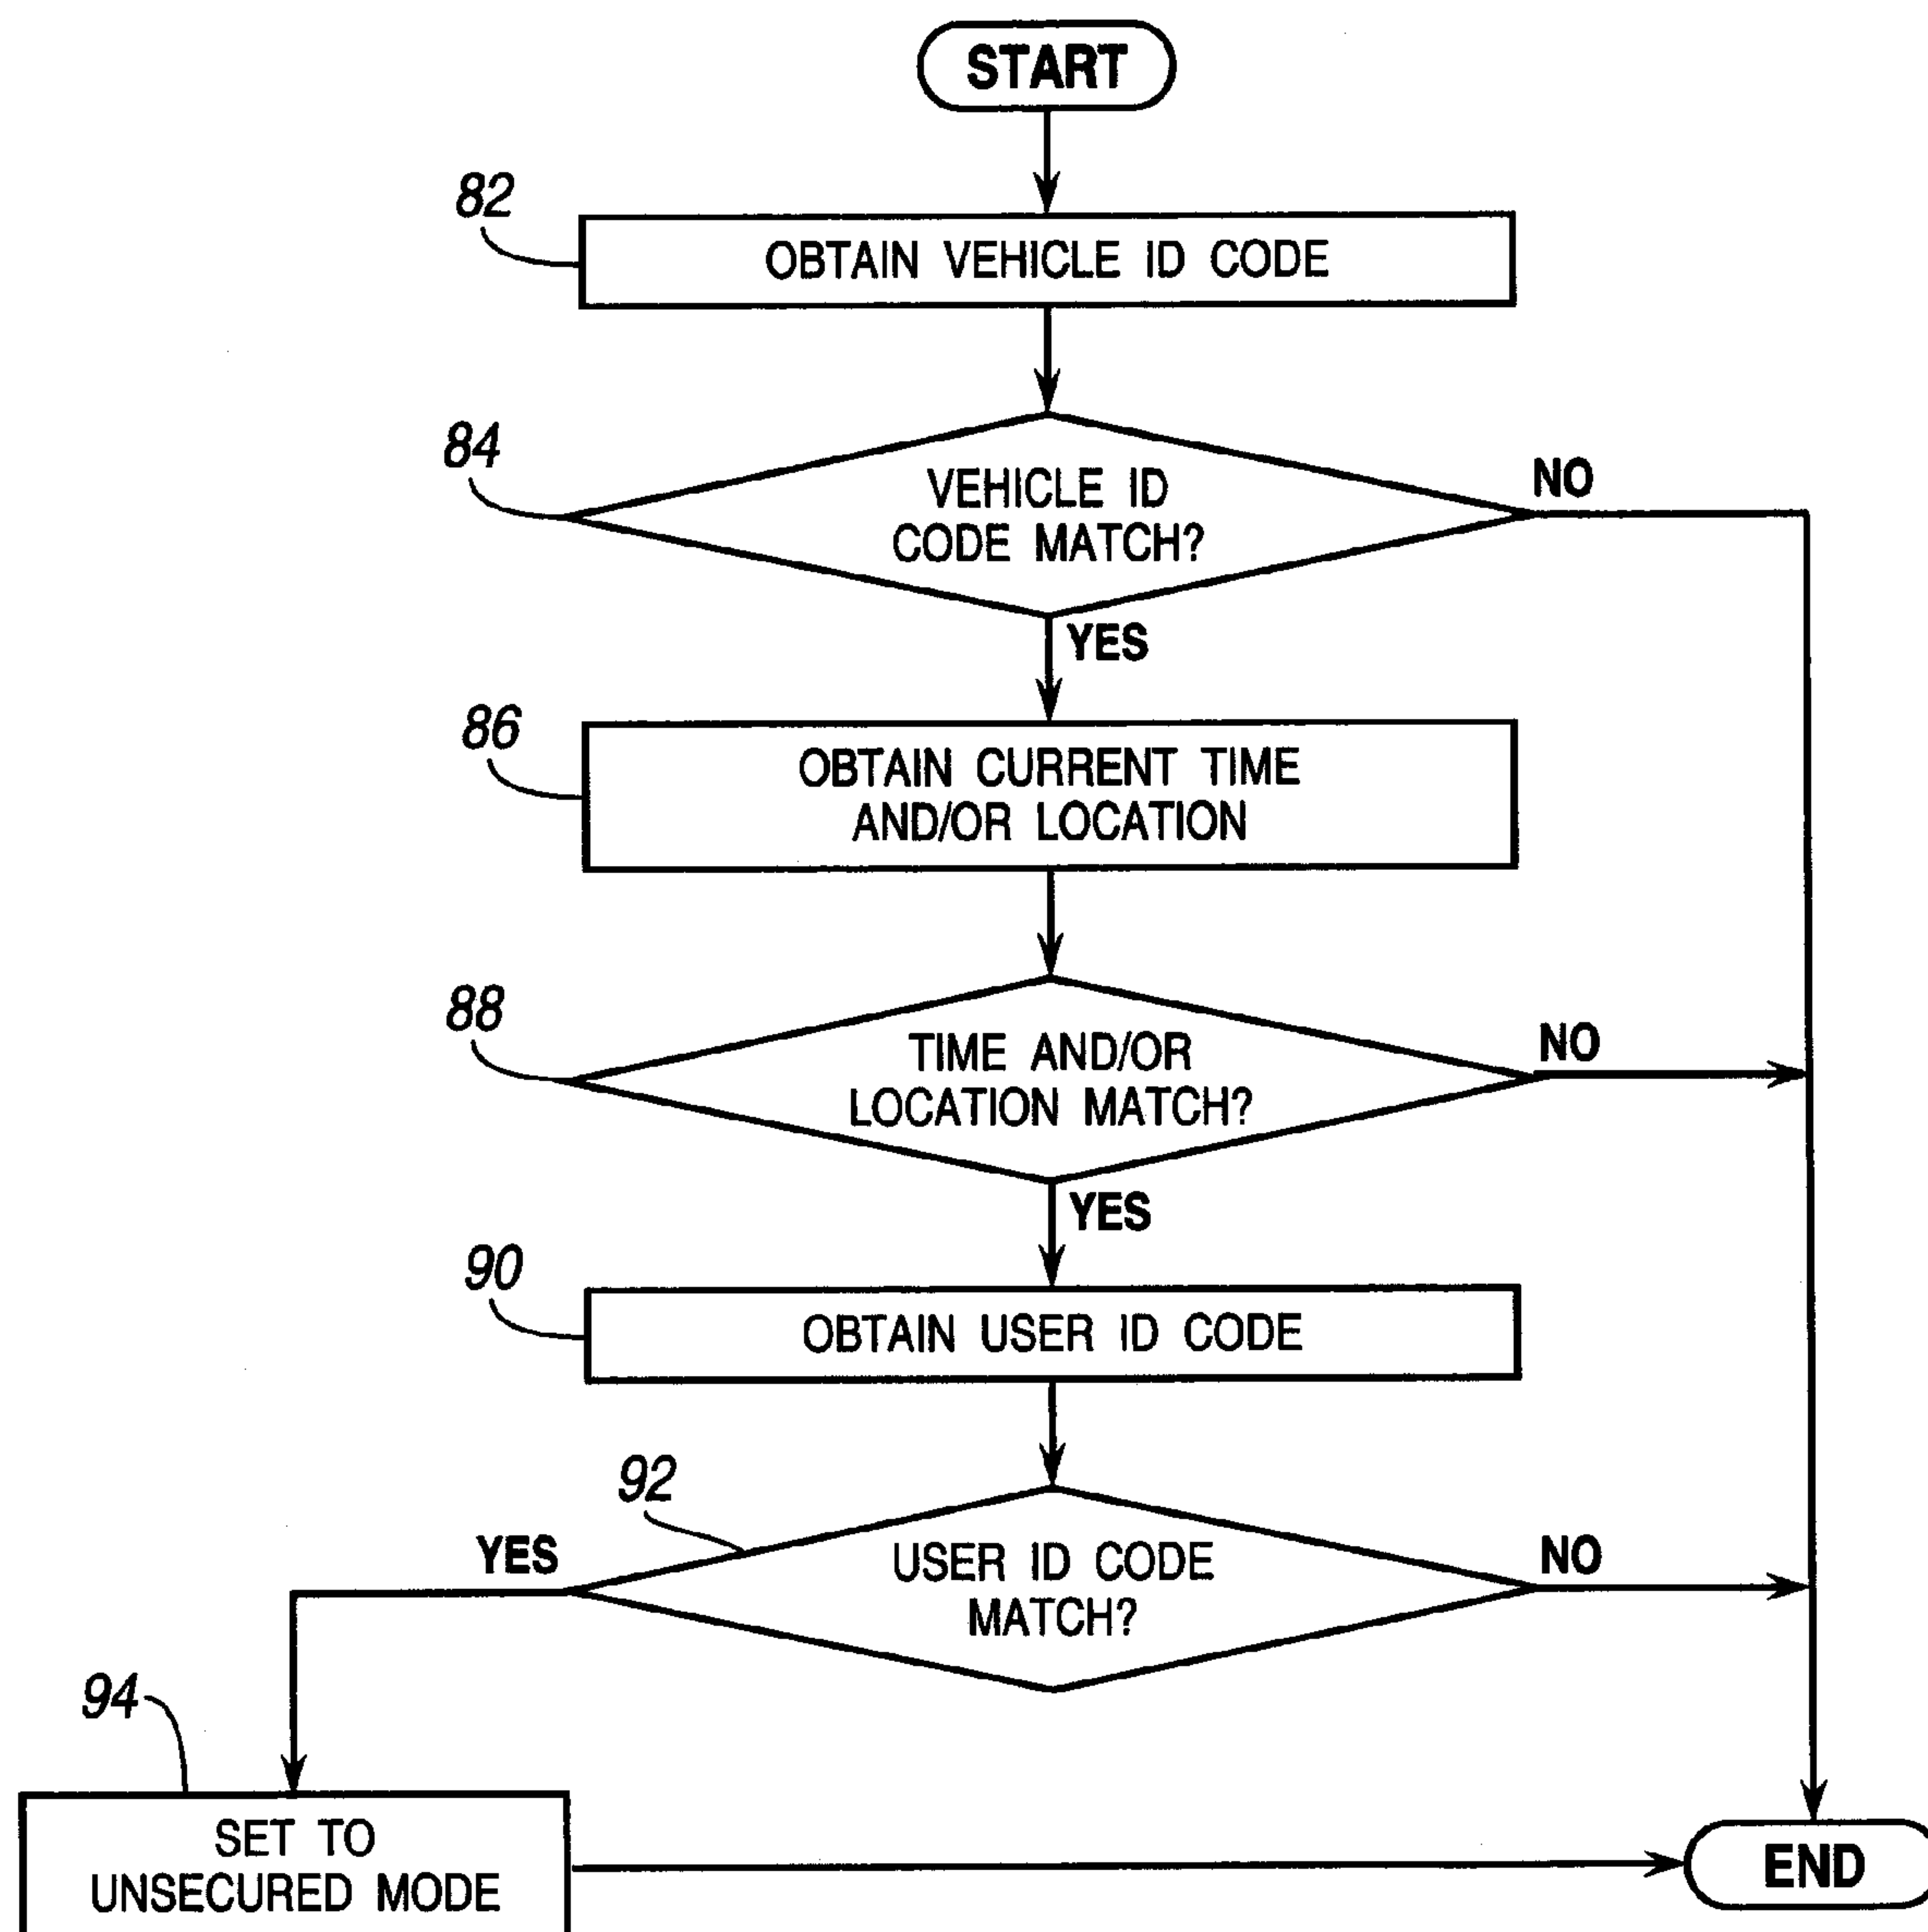 START
82
OBTAIN VEHICLE ID CODE
84
VEHICLE ID
CODE MATCH?
NO
YES
86
OBTAIN CURRENT TIME
AND/OR LOCATION
88
TIME AND/OR
LOCATION MATCH?
NO
YES
90
OBTAIN USER ID CODE
92
YES
USER ID CODE
MATCH?
NO
94
SET TO
UNSECURED MODE
END